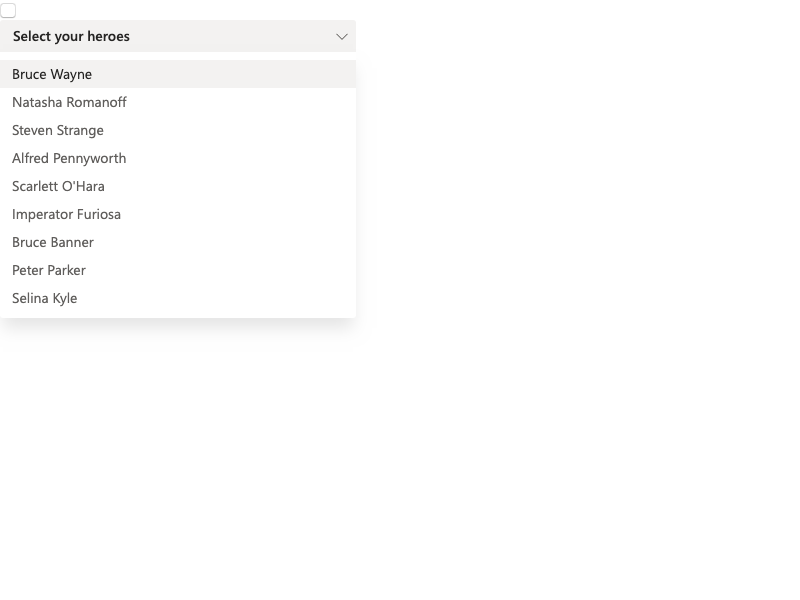 Select your heroes
Bruce Wayne
Natasha Romanoff
Steven Strange
Alfred Pennyworth
Scarlett O'Hara
Imperator Furiosa
Bruce Banner
Peter Parker
Selina Kyle